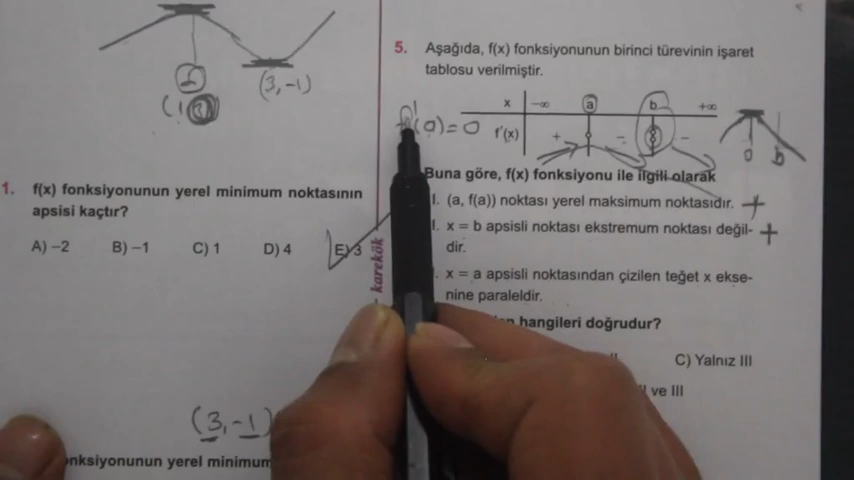 (3, -1)
1. f(x) fonksiyonunun yerel minimum noktasının
apsisi kaçtır?
A) –2 B) –1 C) 1 D) 4 E) 3
(3, -1)
fonksiyonunun yerel minimum
karekök
5. Aşağıda, f(x) fonksiyonunun birinci türevinin işaret
tablosu verilmiştir.
x –∞ a b +∞
f'(x) + – –
(a) = 0
a b
Buna göre, f(x) fonksiyonu ile ilgili olarak
I. (a, f(a)) noktası yerel maksimum noktasıdır. +
I. x = b apsisli noktası ekstremum noktası değil- +
dir.
. x = a apsisli noktasından çizilen teğet x ekse-
nine paraleldir.
hangileri doğrudur?
C) Yalnız III
ve III